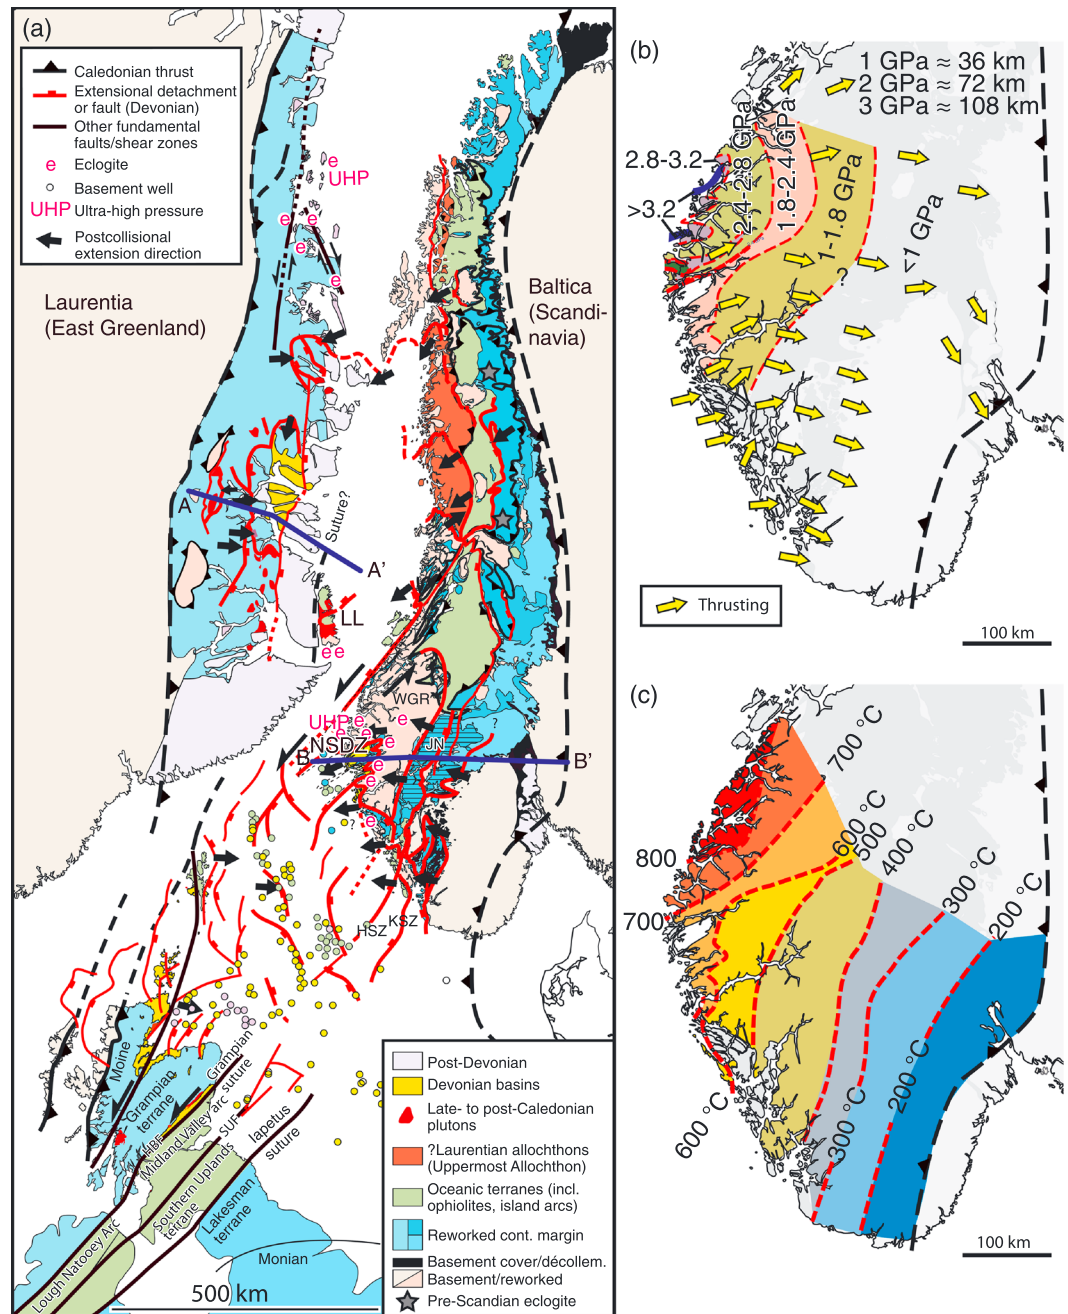 (a)
Caledonian thrust
Extensional detachment
or fault (Devonian)
Other fundamental
faults/shear zones
e Eclogite
Basement well
UHP Ultra-high pressure
Postcollisional
extension direction
Laurentia
(East Greenland)
Baltica
(Scandi-
navia)
e
UHP
e
e
e
e
A
A'
Suture?
LL
e e
WGR
UHP
e
e
e
e
e
e
e
NSDZ
JN
?
B
B'
?
HSZ
KSZ
Moine
Grampian
terrane
HBF
Grampian
arc suture
Midland Valley
SUF
Iapetus
suture
Southern Uplands
terrane
Lakesman
terrane
Lough Natooey Arc
Monian
500 km
Post-Devonian
Devonian basins
Late- to post-Caledonian
plutons
?Laurentian allochthons
(Uppermost Allochthon)
Oceanic terranes (incl.
ophiolites, island arcs)
Reworked cont. margin
Basement cover/décollem.
Basement/reworked
Pre-Scandian eclogite
(b)
1 GPa ≈ 36 km
2 GPa ≈ 72 km
3 GPa ≈ 108 km
2.8-3.2
>3.2
2.4-2.8 GPa
1.8-2.4 GPa
1-1.8 GPa
?
<1 GPa
Thrusting
100 km
(c)
700 °C
600 °C
500
400 °C
300 °C
200 °C
800
700
600 °C
300 °C
200 °C
100 km